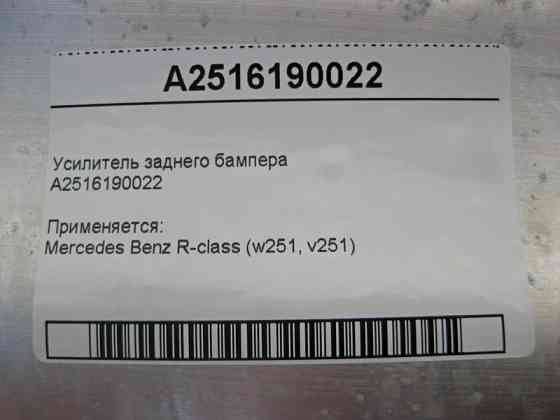 A2516190022
Усилитель заднего бампера
A2516190022
Применяется:
Mercedes Benz R-class (w251, v251)